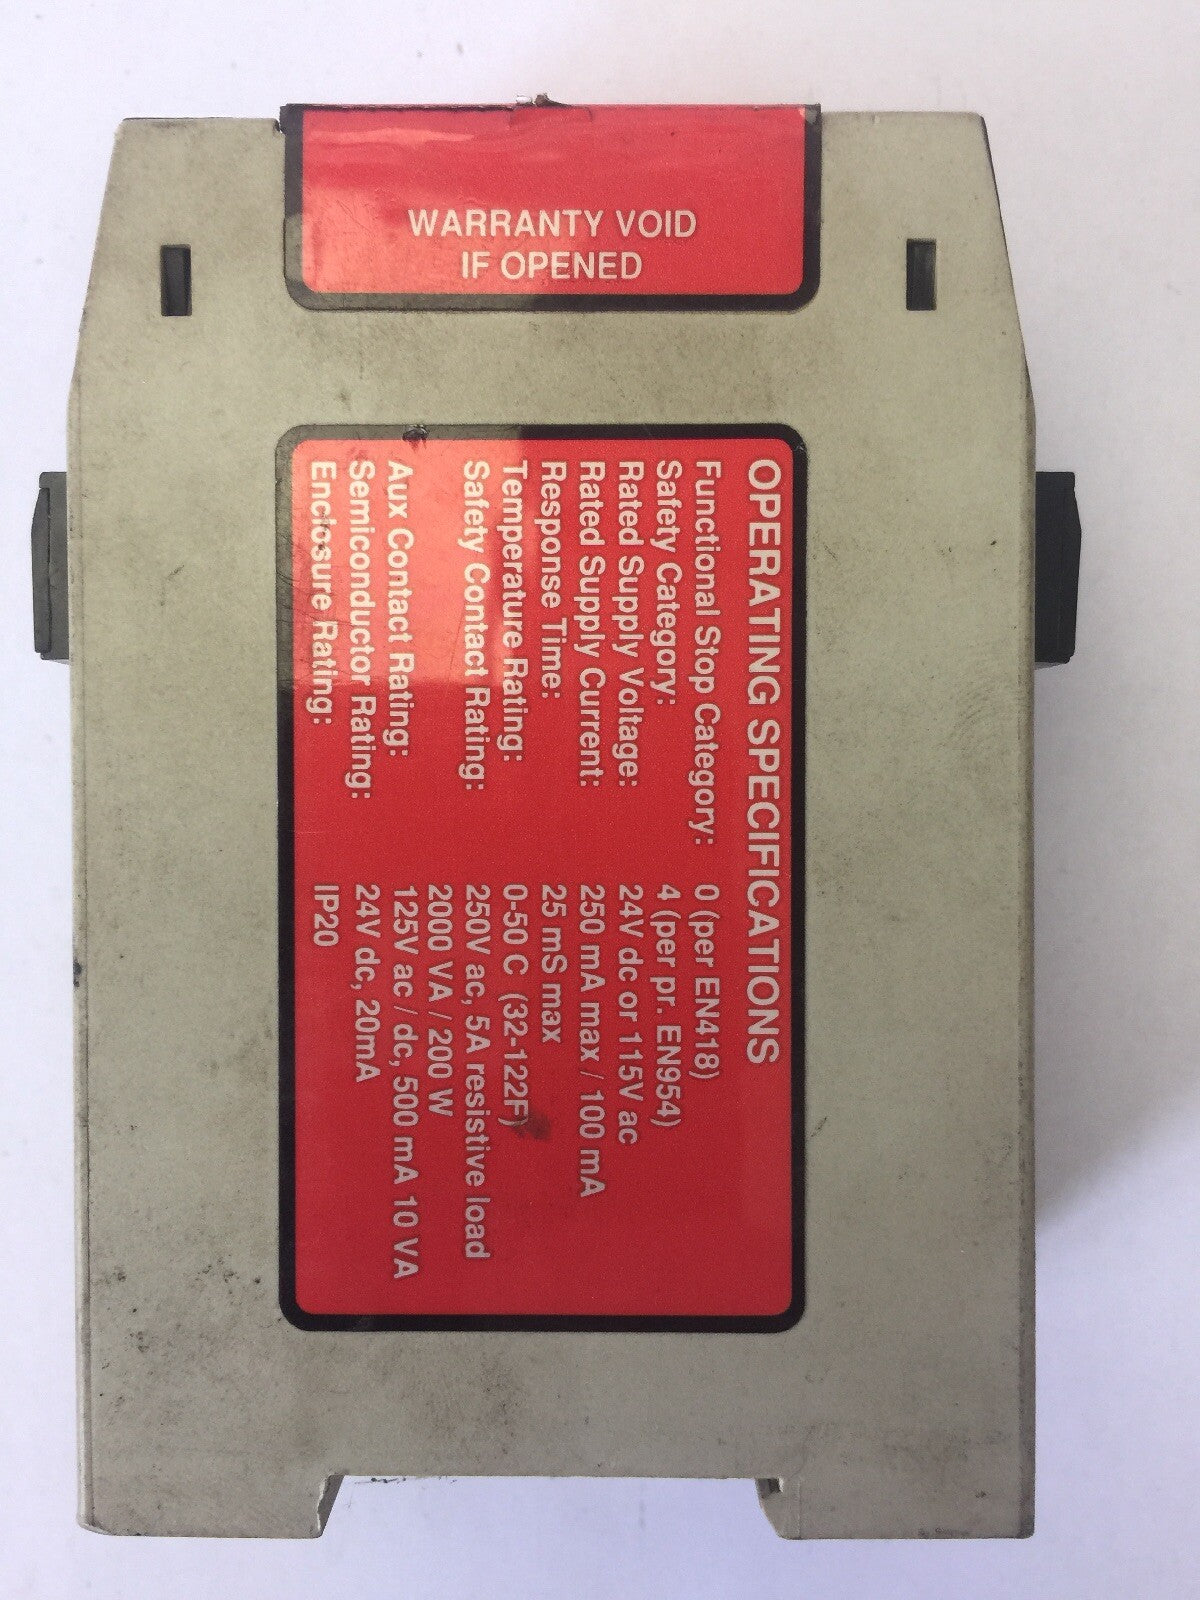 WARRANTY VOID
IF OPENED
OPERATING SPECIFICATIONS
Functional Stop Category: 0 (per EN418)
Safety Category: 4 (per pr. EN954)
Rated Supply Voltage: 24V dc or 115V ac
Rated Supply Current: 250 mA max / 100 mA
Response Time: 25 mS max
Temperature Rating: 0-50 C (32-122F)
Safety Contact Rating: 250V ac, 5A resistive load
2000 VA / 200 W
Aux Contact Rating: 125V ac / dc, 500 mA 10 VA
Semiconductor Rating: 24V dc, 20mA
Enclosure Rating: IP20